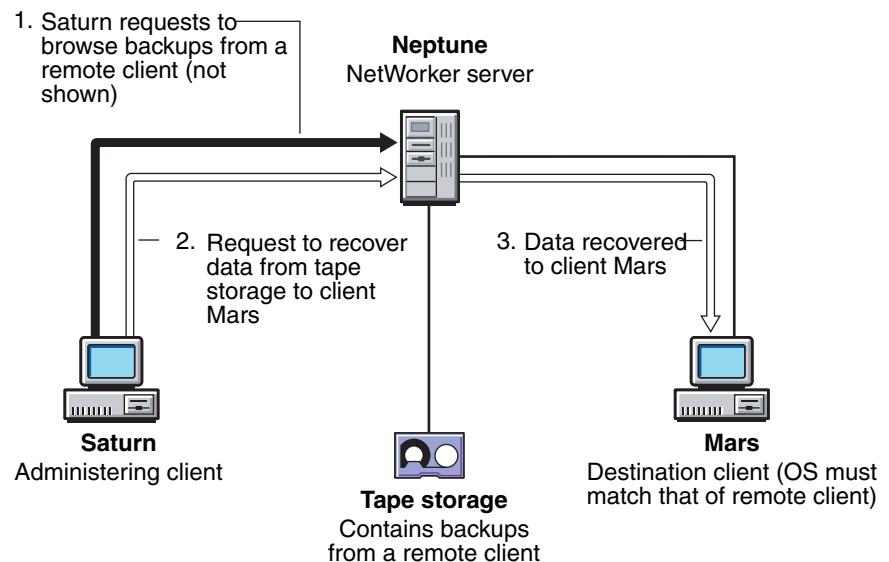 1. Saturn requests to
browse backups from a
remote client (not
shown)
Neptune
NetWorker server
2. Request to recover
data from tape
storage to client
Mars
3. Data recovered
to client Mars
Saturn
Administering client
Tape storage
Contains backups
from a remote client
Mars
Destination client (OS must
match that of remote client)